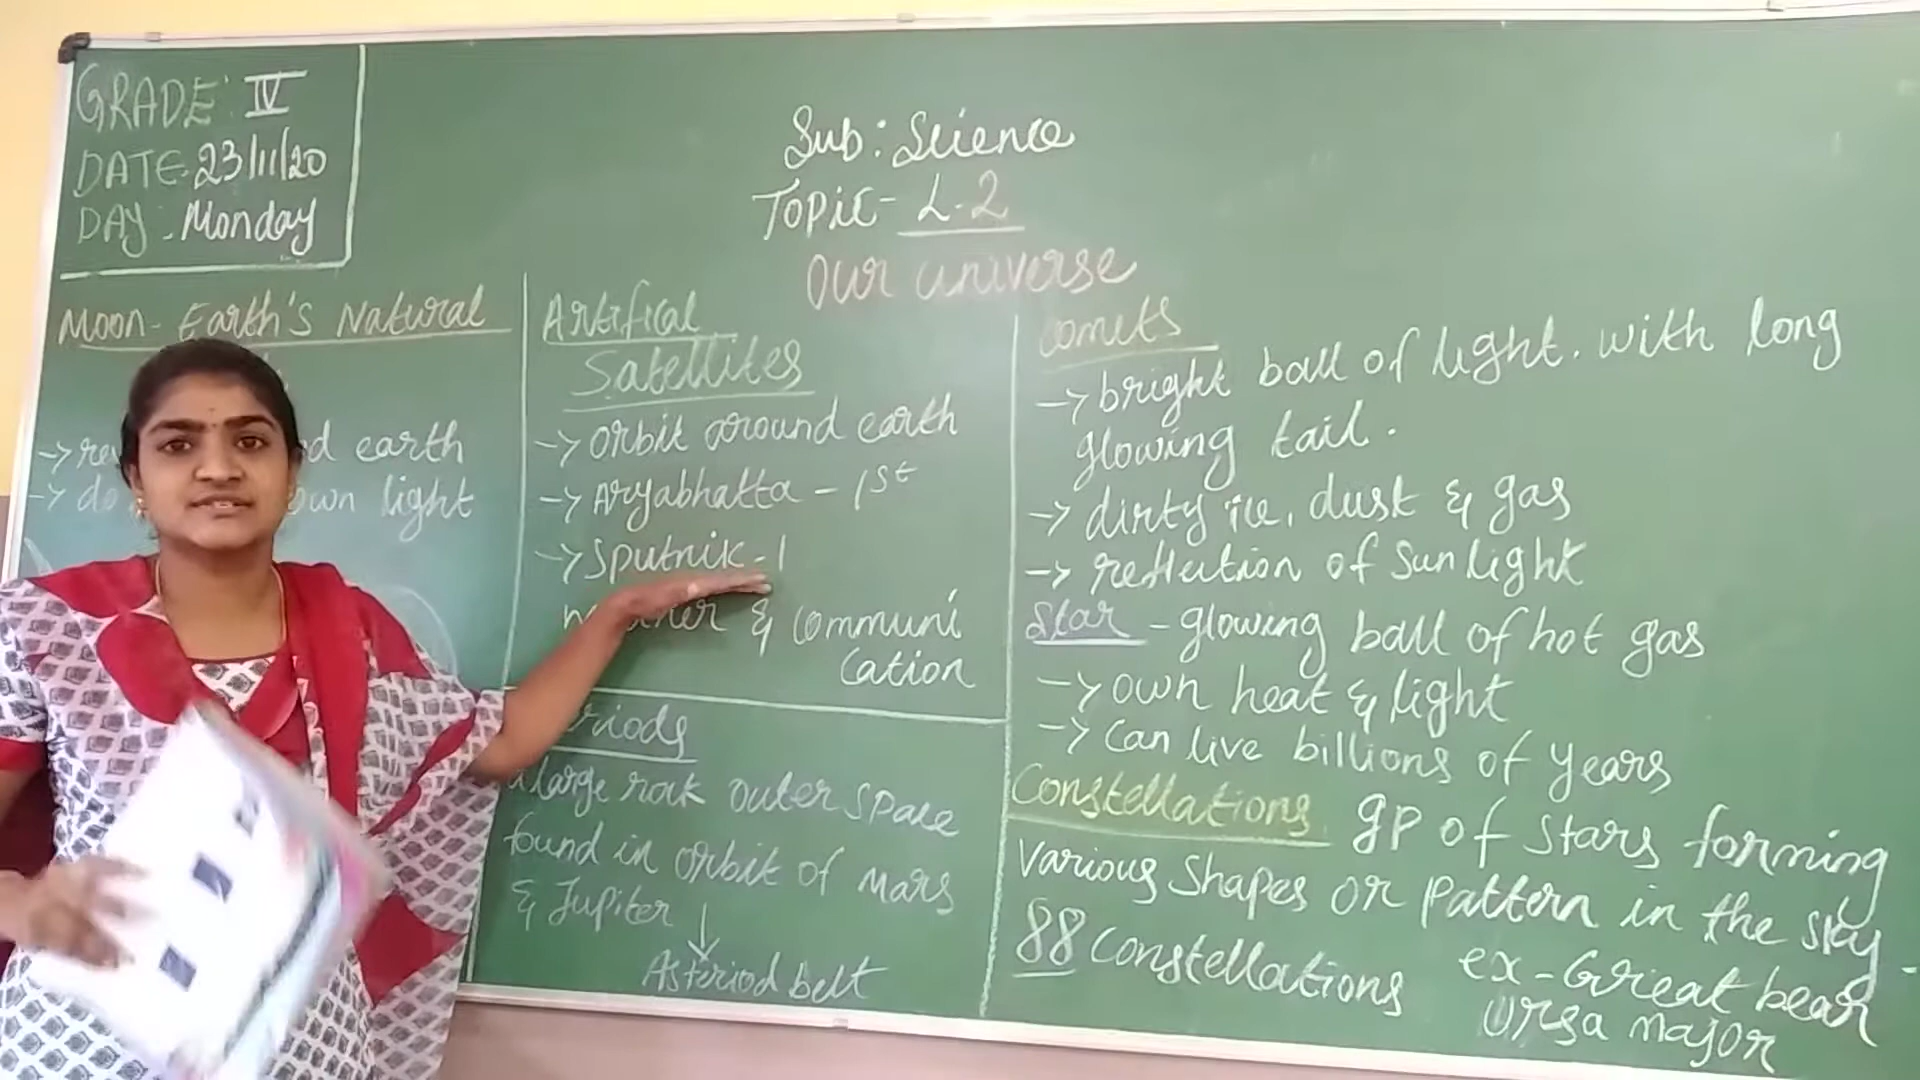 GRADE: IV
DATE-23/11/20
DAY: Monday
Sub: Science
Topic- L-2
Our universe
Moon- Earth's Natural
earth
own light
Artifical
Satellites
-> Orbit around earth
-> Aryabhatta - 1st
-> Sputnik-1
& Communi
cation
large rock outer space
found in orbit of Mars
& Jupiter
↓
Asteriod belt
Comets
-> bright ball of light. with long
glowing tail.
-> dirty ice, dust & gas
-> reflection of Sun light
Star - glowing ball of hot gas
-> own heat & light
-> Can live billions of years
Constellations gp of stars forming
various Shapes or pattern in the sky.
88 Constellations ex-Great bear
Ursa major